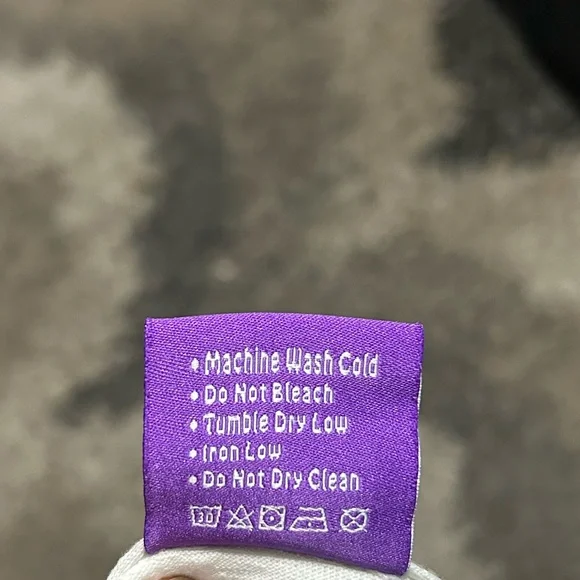 • Machine Wash Cold
• Do Not Bleach
• Tumble Dry Low
• Iron Low
• Do Not Dry Clean
30